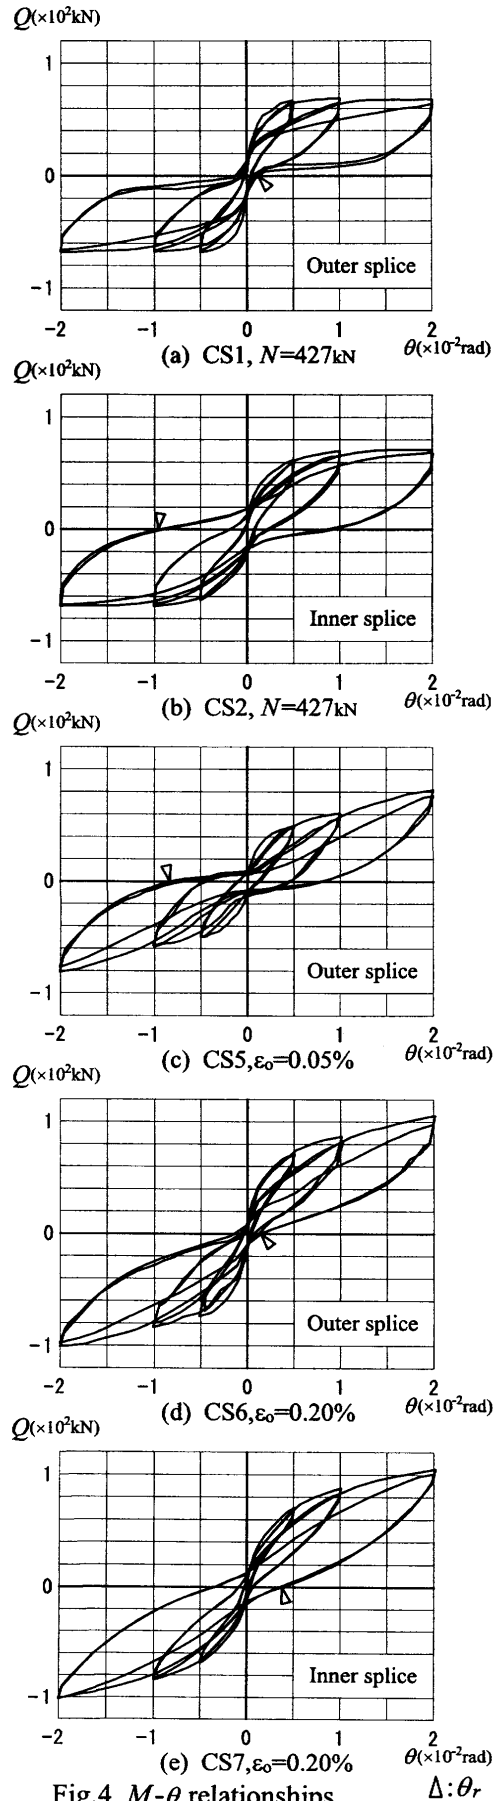 Q(×10²kN)
1
0
-1
Outer splice
-2 -1 0 1 2
(a) CS1, N=427kN θ(×10⁻²rad)
Q(×10²kN)
1
0
-1
Inner splice
-2 -1 0 1 2
(b) CS2, N=427kN θ(×10⁻²rad)
Q(×10²kN)
1
0
-1
Outer splice
-2 -1 0 1 2
(c) CS5,εo=0.05% θ(×10⁻²rad)
Q(×10²kN)
1
0
-1
Outer splice
-2 -1 0 1 2
(d) CS6,εo=0.20% θ(×10⁻²rad)
Q(×10²kN)
1
0
-1
Inner splice
-2 -1 0 1 2
(e) CS7,εo=0.20% θ(×10⁻²rad)
Fig.4 M-θ relationships Δ:θr